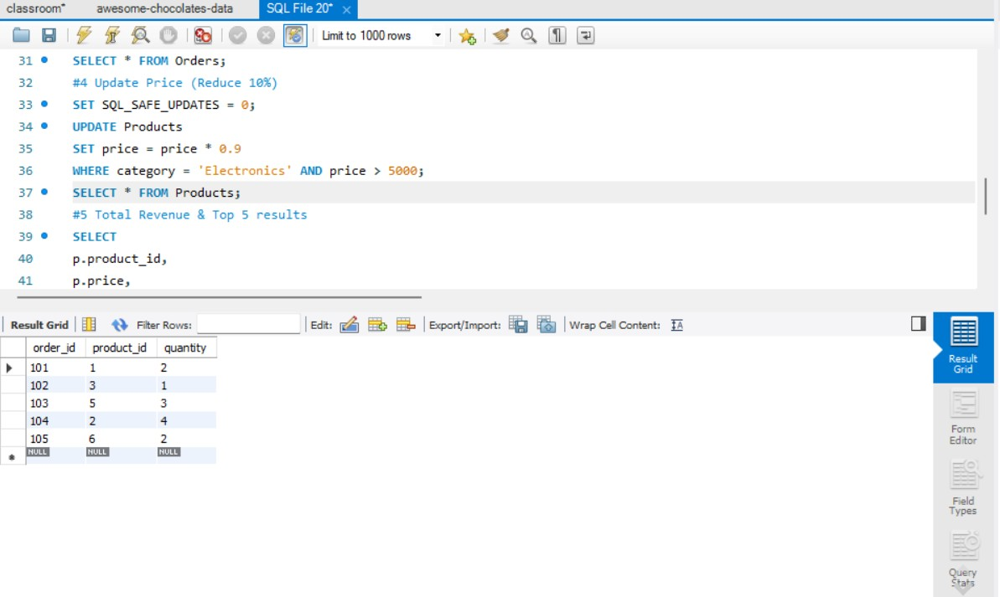 classroom* awesome-chocolates-data SQL File 20* ×
Limit to 1000 rows
31 SELECT * FROM Orders;
32 #4 Update Price (Reduce 10%)
33 SET SQL_SAFE_UPDATES = 0;
34 UPDATE Products
35 SET price = price * 0.9
36 WHERE category = 'Electronics' AND price > 5000;
37 SELECT * FROM Products;
38 #5 Total Revenue & Top 5 results
39 SELECT
40 p.product_id,
41 p.price,
Result Grid Filter Rows: Edit: Export/Import: Wrap Cell Content: IA
order_id product_id quantity
101 1 2
102 3 1
103 5 3
104 2 4
105 6 2
NULL NULL NULL
Result
Grid
Form
Editor
Field
Types
Query
Stats